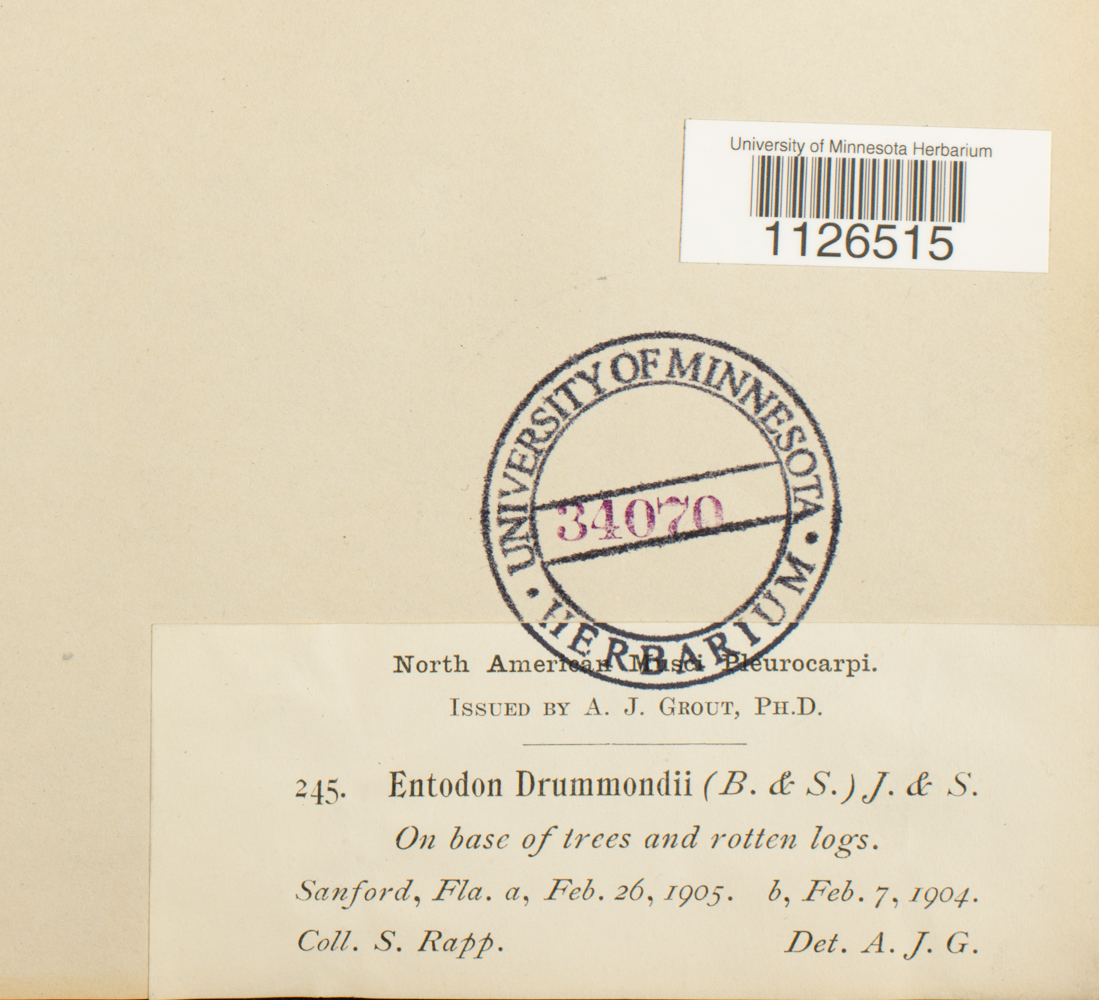 University of Minnesota Herbarium
1126515
UNIVERSITY OF MINNESOTA
34070
• HERBARIUM •
North American Musci Pleurocarpi.
Issued by A. J. Grout, Ph.D.
245. Entodon Drummondii (B. & S.) J. & S.
On base of trees and rotten logs.
Sanford, Fla. a, Feb. 26, 1905. b, Feb. 7, 1904.
Coll. S. Rapp. Det. A. J. G.